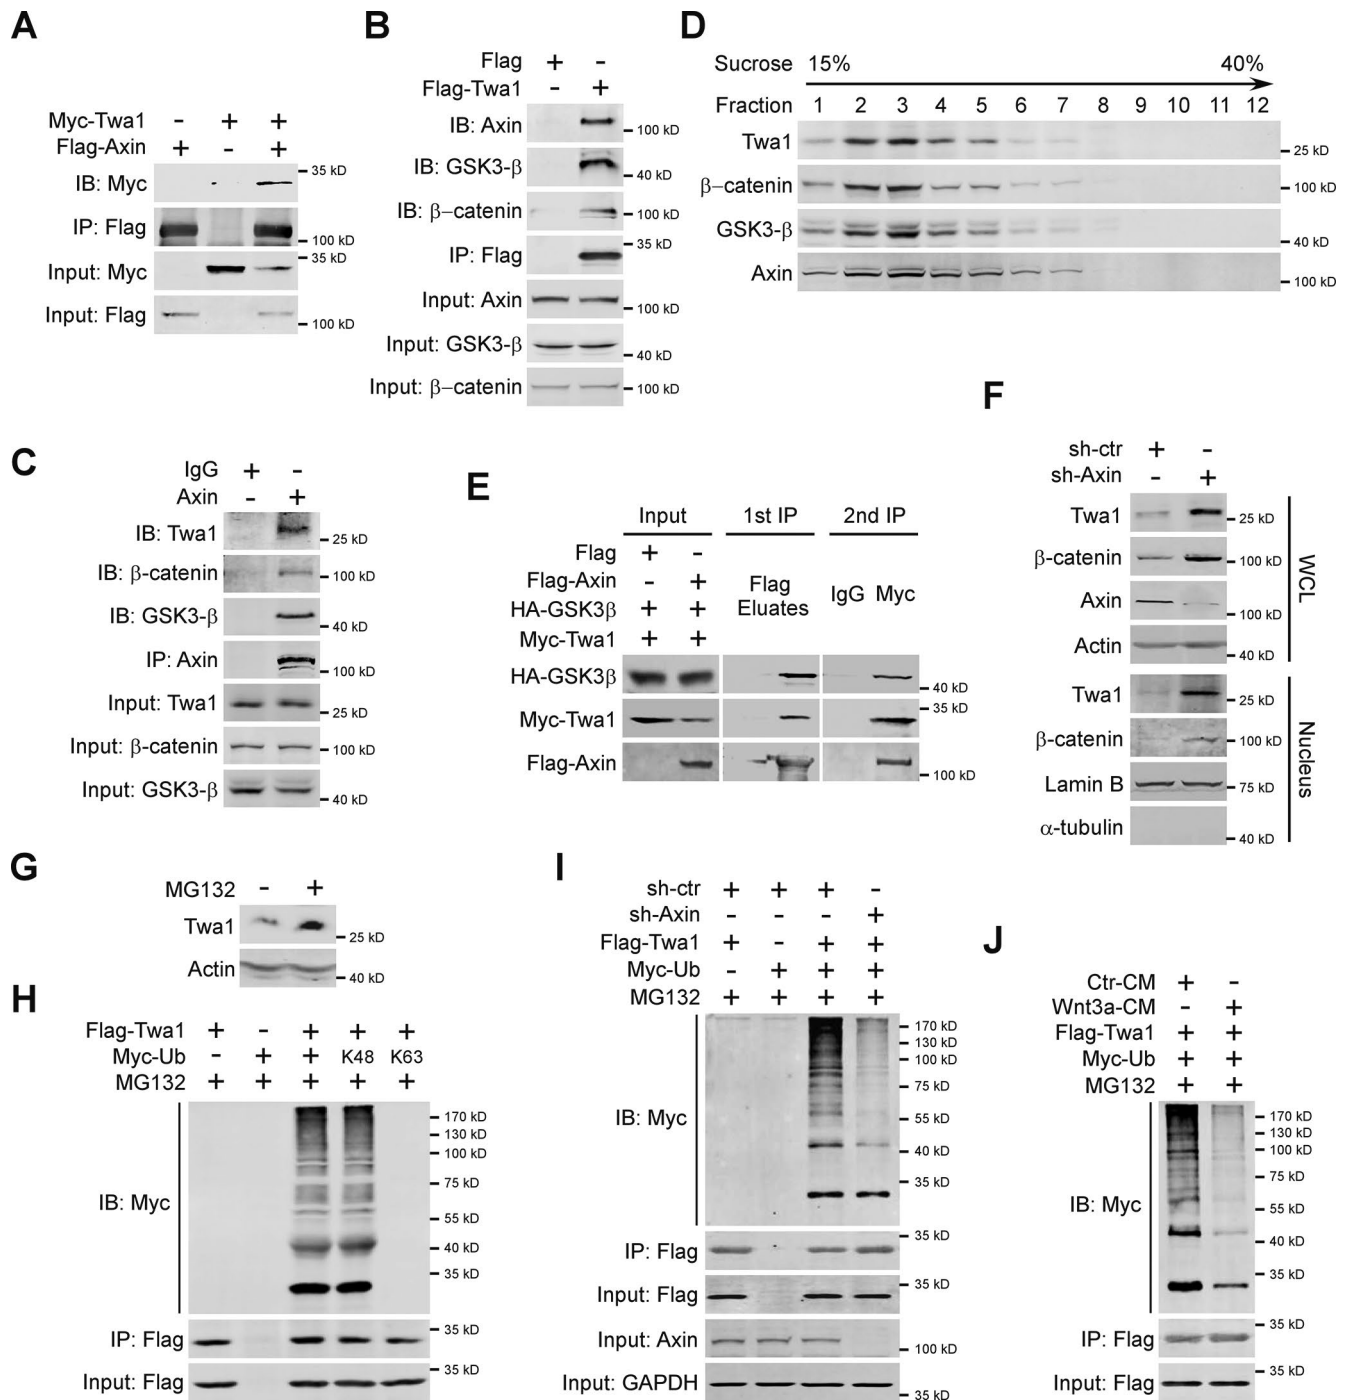 A
Myc-Twa1 - + +
Flag-Axin + - +
IB: Myc 35 kD
IP: Flag 100 kD
Input: Myc 35 kD
Input: Flag 100 kD
B
Flag + -
Flag-Twa1 - +
IB: Axin 100 kD
IB: GSK3-β 40 kD
IB: β-catenin 100 kD
IP: Flag 35 kD
Input: Axin 100 kD
Input: GSK3-β 40 kD
Input: β-catenin 100 kD
D
Sucrose 15% 40%
Fraction 1 2 3 4 5 6 7 8 9 10 11 12
Twa1 25 kD
β-catenin 100 kD
GSK3-β 40 kD
Axin 100 kD
C
IgG + -
Axin - +
IB: Twa1 25 kD
IB: β-catenin 100 kD
IB: GSK3-β 40 kD
IP: Axin 100 kD
Input: Twa1 25 kD
Input: β-catenin 100 kD
Input: GSK3-β 40 kD
E
Input 1st IP 2nd IP
Flag + -
Flag-Axin - +
HA-GSK3β + +
Myc-Twa1 + +
Flag
Eluates
IgG Myc
HA-GSK3β 40 kD
Myc-Twa1 35 kD
Flag-Axin 100 kD
F
sh-ctr + -
sh-Axin - +
Twa1 25 kD
β-catenin 100 kD
Axin 100 kD
Actin 40 kD
WCL
Twa1 25 kD
β-catenin 100 kD
Lamin B 75 kD
α-tubulin 40 kD
Nucleus
G
MG132 - +
Twa1 25 kD
Actin 40 kD
H
Flag-Twa1 + - + + +
Myc-Ub - + + K48 K63
MG132 + + + + +
IB: Myc
170 kD
130 kD
100 kD
75 kD
55 kD
40 kD
35 kD
IP: Flag 35 kD
Input: Flag 35 kD
I
sh-ctr + + + -
sh-Axin - - - +
Flag-Twa1 + - + +
Myc-Ub - + + +
MG132 + + + +
IB: Myc
170 kD
130 kD
100 kD
75 kD
55 kD
40 kD
35 kD
IP: Flag 35 kD
Input: Flag 35 kD
Input: Axin 100 kD
Input: GAPDH 35 kD
J
Ctr-CM + -
Wnt3a-CM - +
Flag-Twa1 + +
Myc-Ub + +
MG132 + +
IB: Myc
170 kD
130 kD
100 kD
75 kD
55 kD
40 kD
35 kD
IP: Flag 35 kD
Input: Flag 35 kD